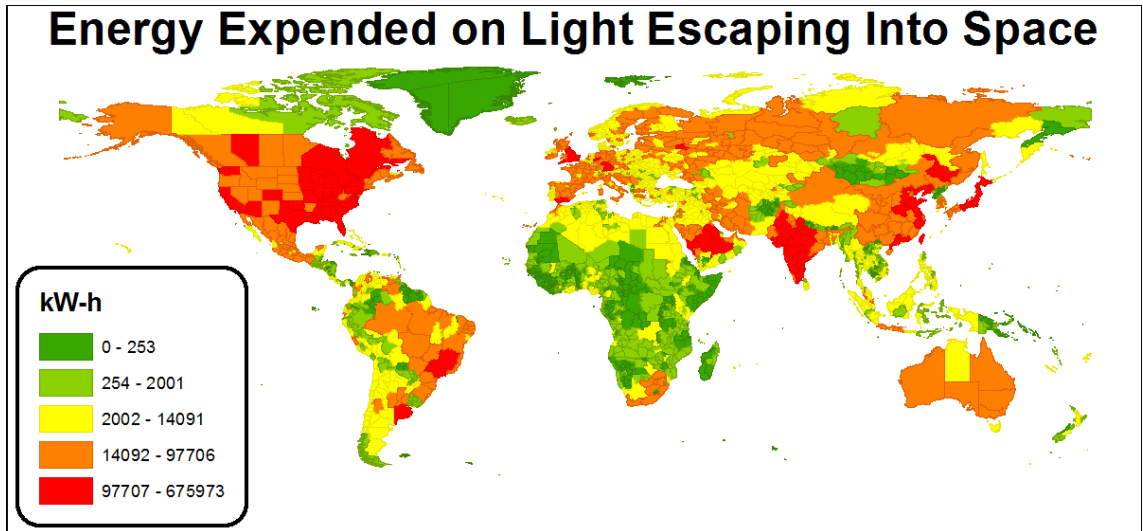 Energy Expended on Light Escaping Into Space
kW-h
0 - 253
254 - 2001
2002 - 14091
14092 - 97706
97707 - 675973